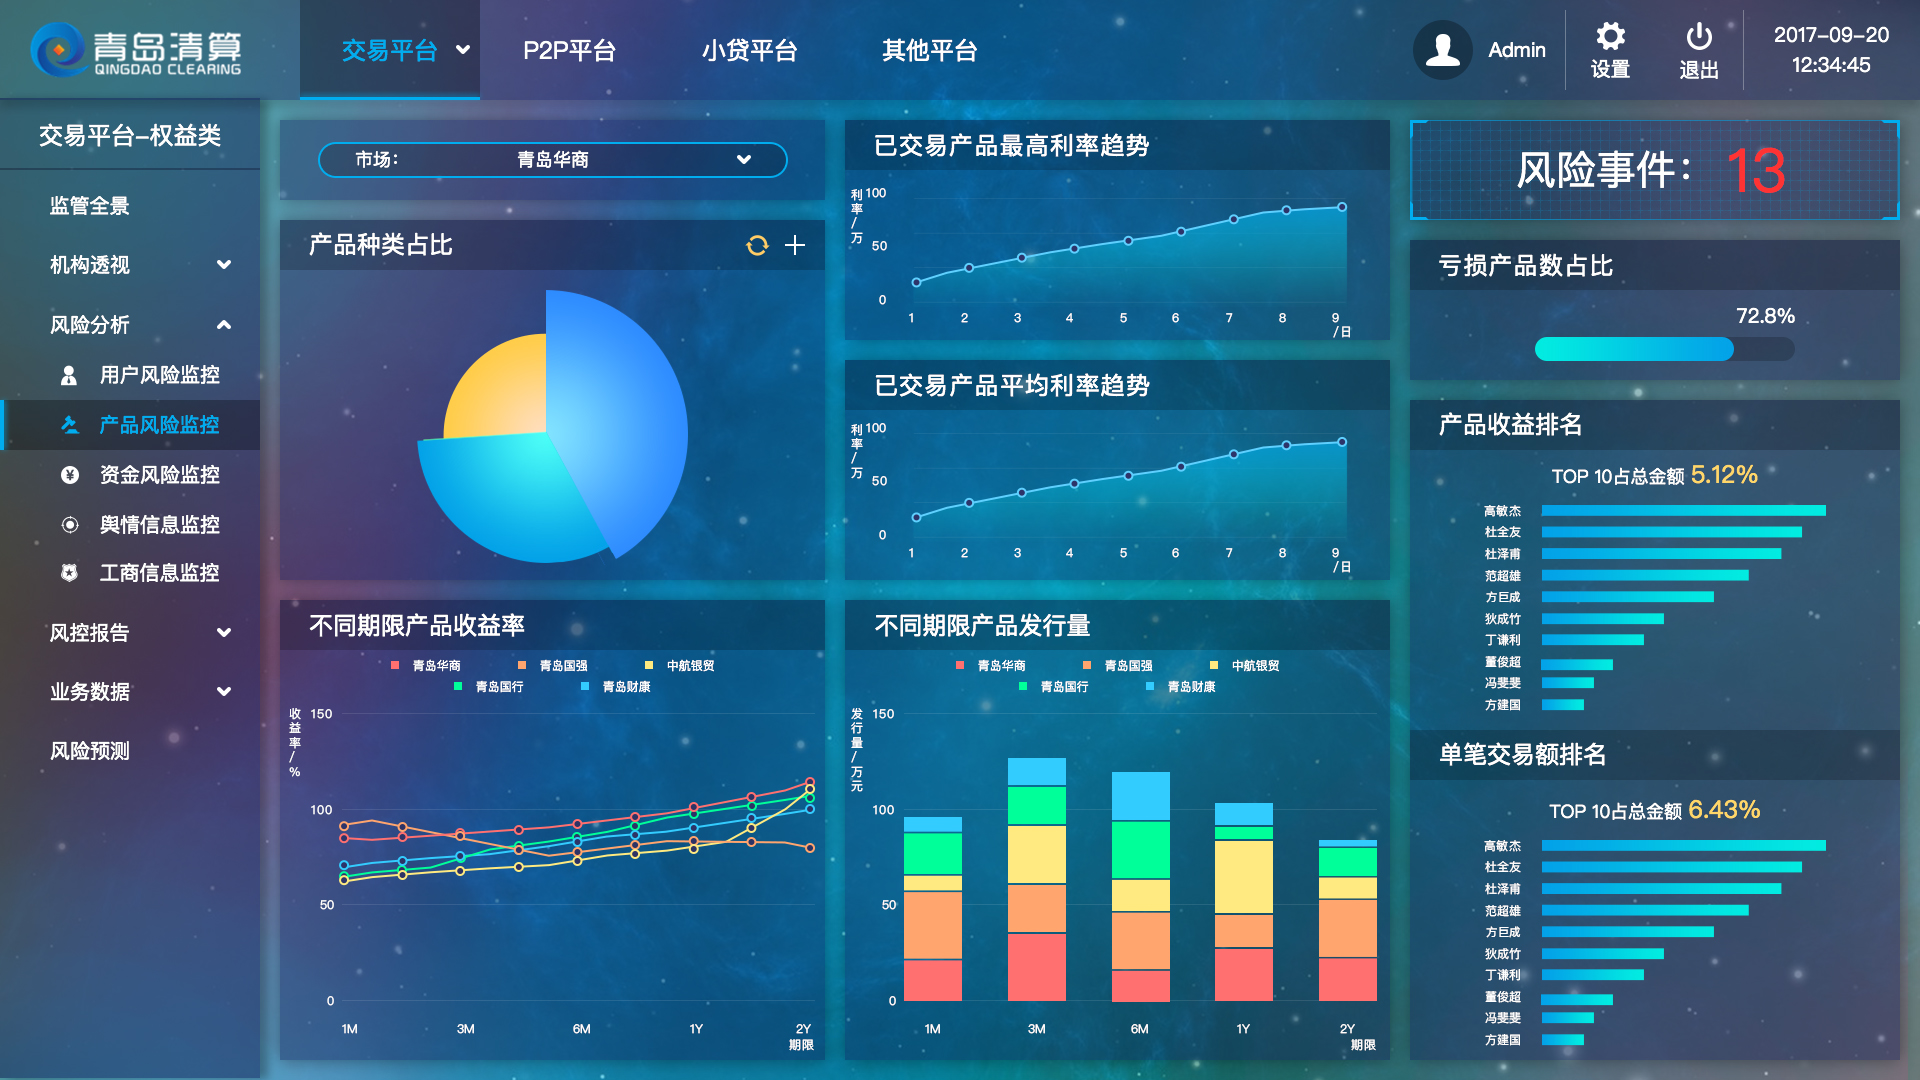 青岛清算
QINGDAO CLEARING
交易平台
P2P平台
小贷平台
其他平台
Admin
设置
退出
2017-09-20
12:34:45
交易平台-权益类
监管全景
机构透视
风险分析
用户风险监控
产品风险监控
资金风险监控
舆情信息监控
工商信息监控
风控报告
业务数据
风险预测
市场：
青岛华商
产品种类占比
不同期限产品收益率
青岛华商
青岛国强
中航银贸
青岛国行
青岛财康
收益率/%
150
100
50
0
1M
3M
6M
1Y
2Y
期限
已交易产品最高利率趋势
利率/万
100
50
0
1
2
3
4
5
6
7
8
9
/日
已交易产品平均利率趋势
利率/万
100
50
0
1
2
3
4
5
6
7
8
9
/日
不同期限产品发行量
青岛华商
青岛国强
中航银贸
青岛国行
青岛财康
发行量/万元
150
100
50
0
1M
3M
6M
1Y
2Y
期限
风险事件：13
亏损产品数占比
72.8%
产品收益排名
TOP 10占总金额 5.12%
高敏杰
杜全友
杜泽甫
范超雄
方巨成
狄成竹
丁谦利
董俊超
冯斐斐
方建国
单笔交易额排名
TOP 10占总金额 6.43%
高敏杰
杜全友
杜泽甫
范超雄
方巨成
狄成竹
丁谦利
董俊超
冯斐斐
方建国